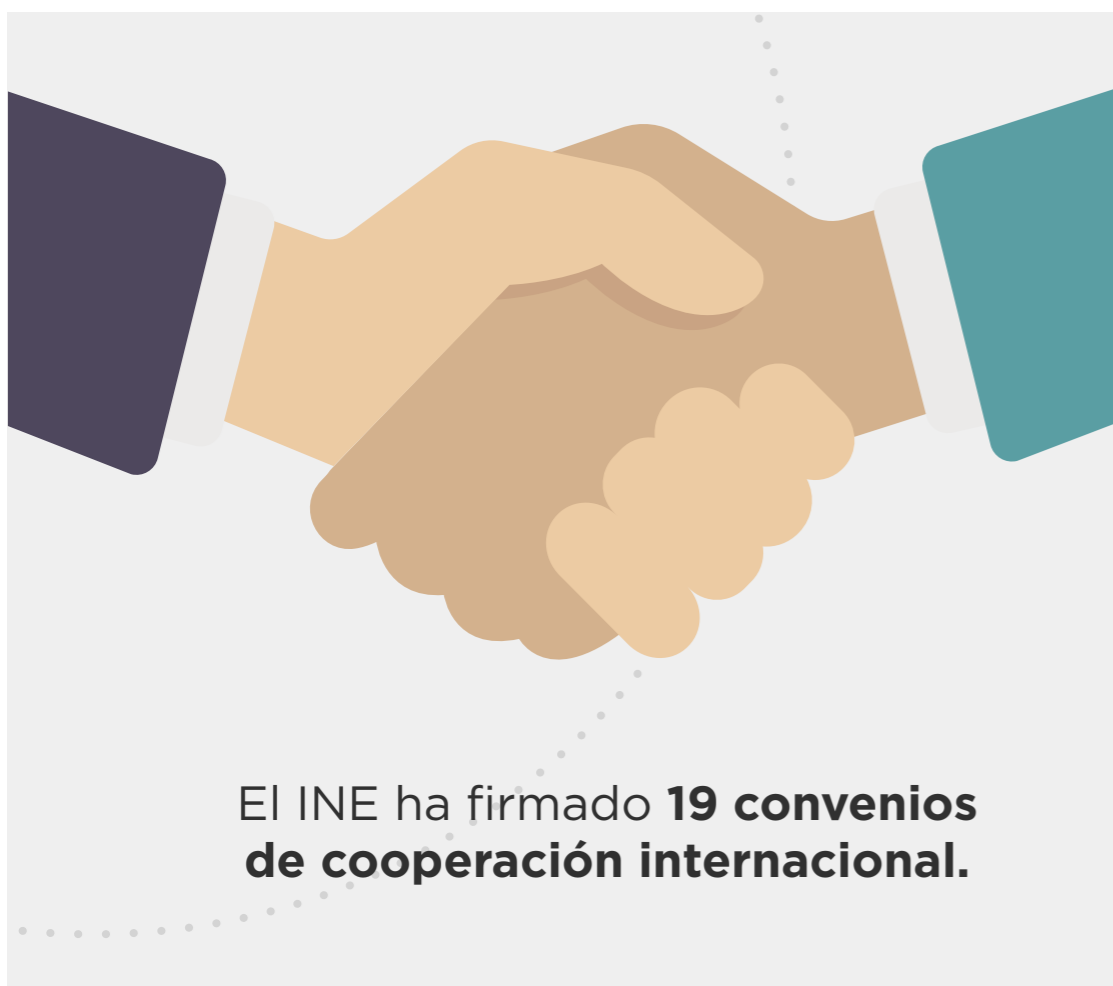 El INE ha firmado 19 convenios
de cooperación internacional.